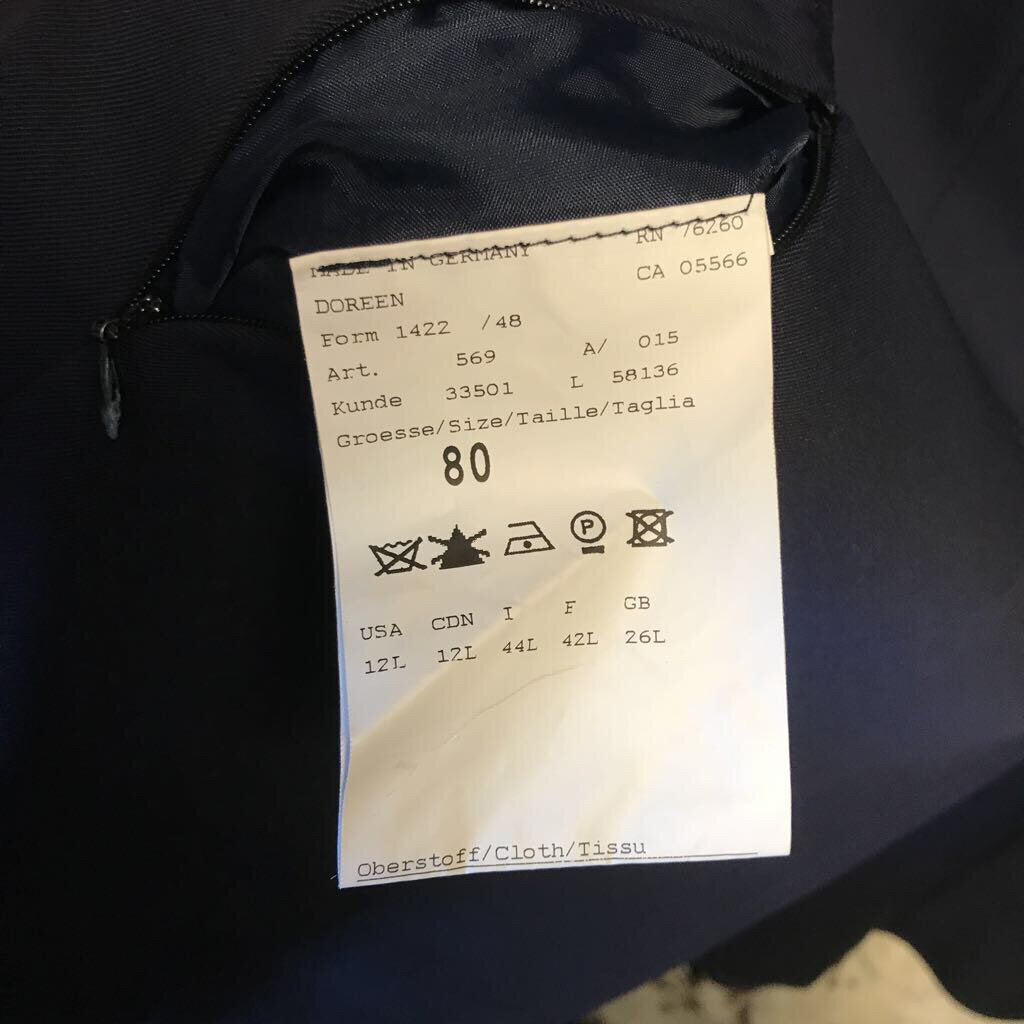 MADE IN GERMANY RN 76260
DOREEN CA 05566
Form 1422 /48
Art. 569 A/ 015
Kunde 33501 L 58136
Groesse/Size/Taille/Taglia
80
P
USA CDN I F GB
12L 12L 44L 42L 26L
Oberstoff/Cloth/Tissu